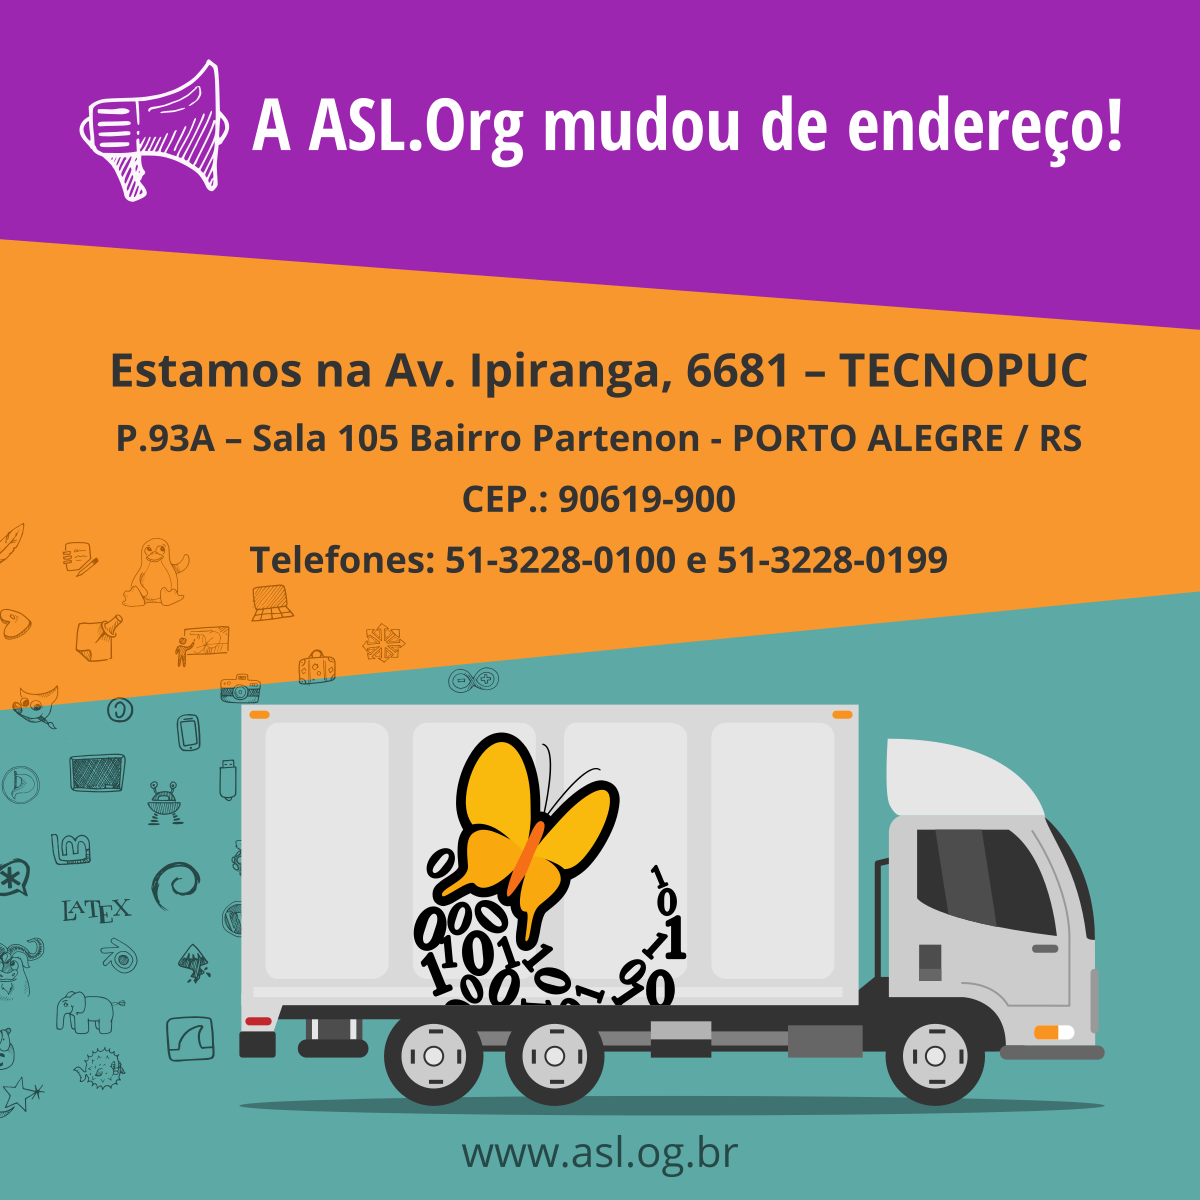 A ASL.Org mudou de endereço!
Estamos na Av. Ipiranga, 6681 – TECNOPUC
P.93A – Sala 105 Bairro Partenon - PORTO ALEGRE / RS
CEP.: 90619-900
Telefones: 51-3228-0100 e 51-3228-0199
LATEX
www.asl.og.br